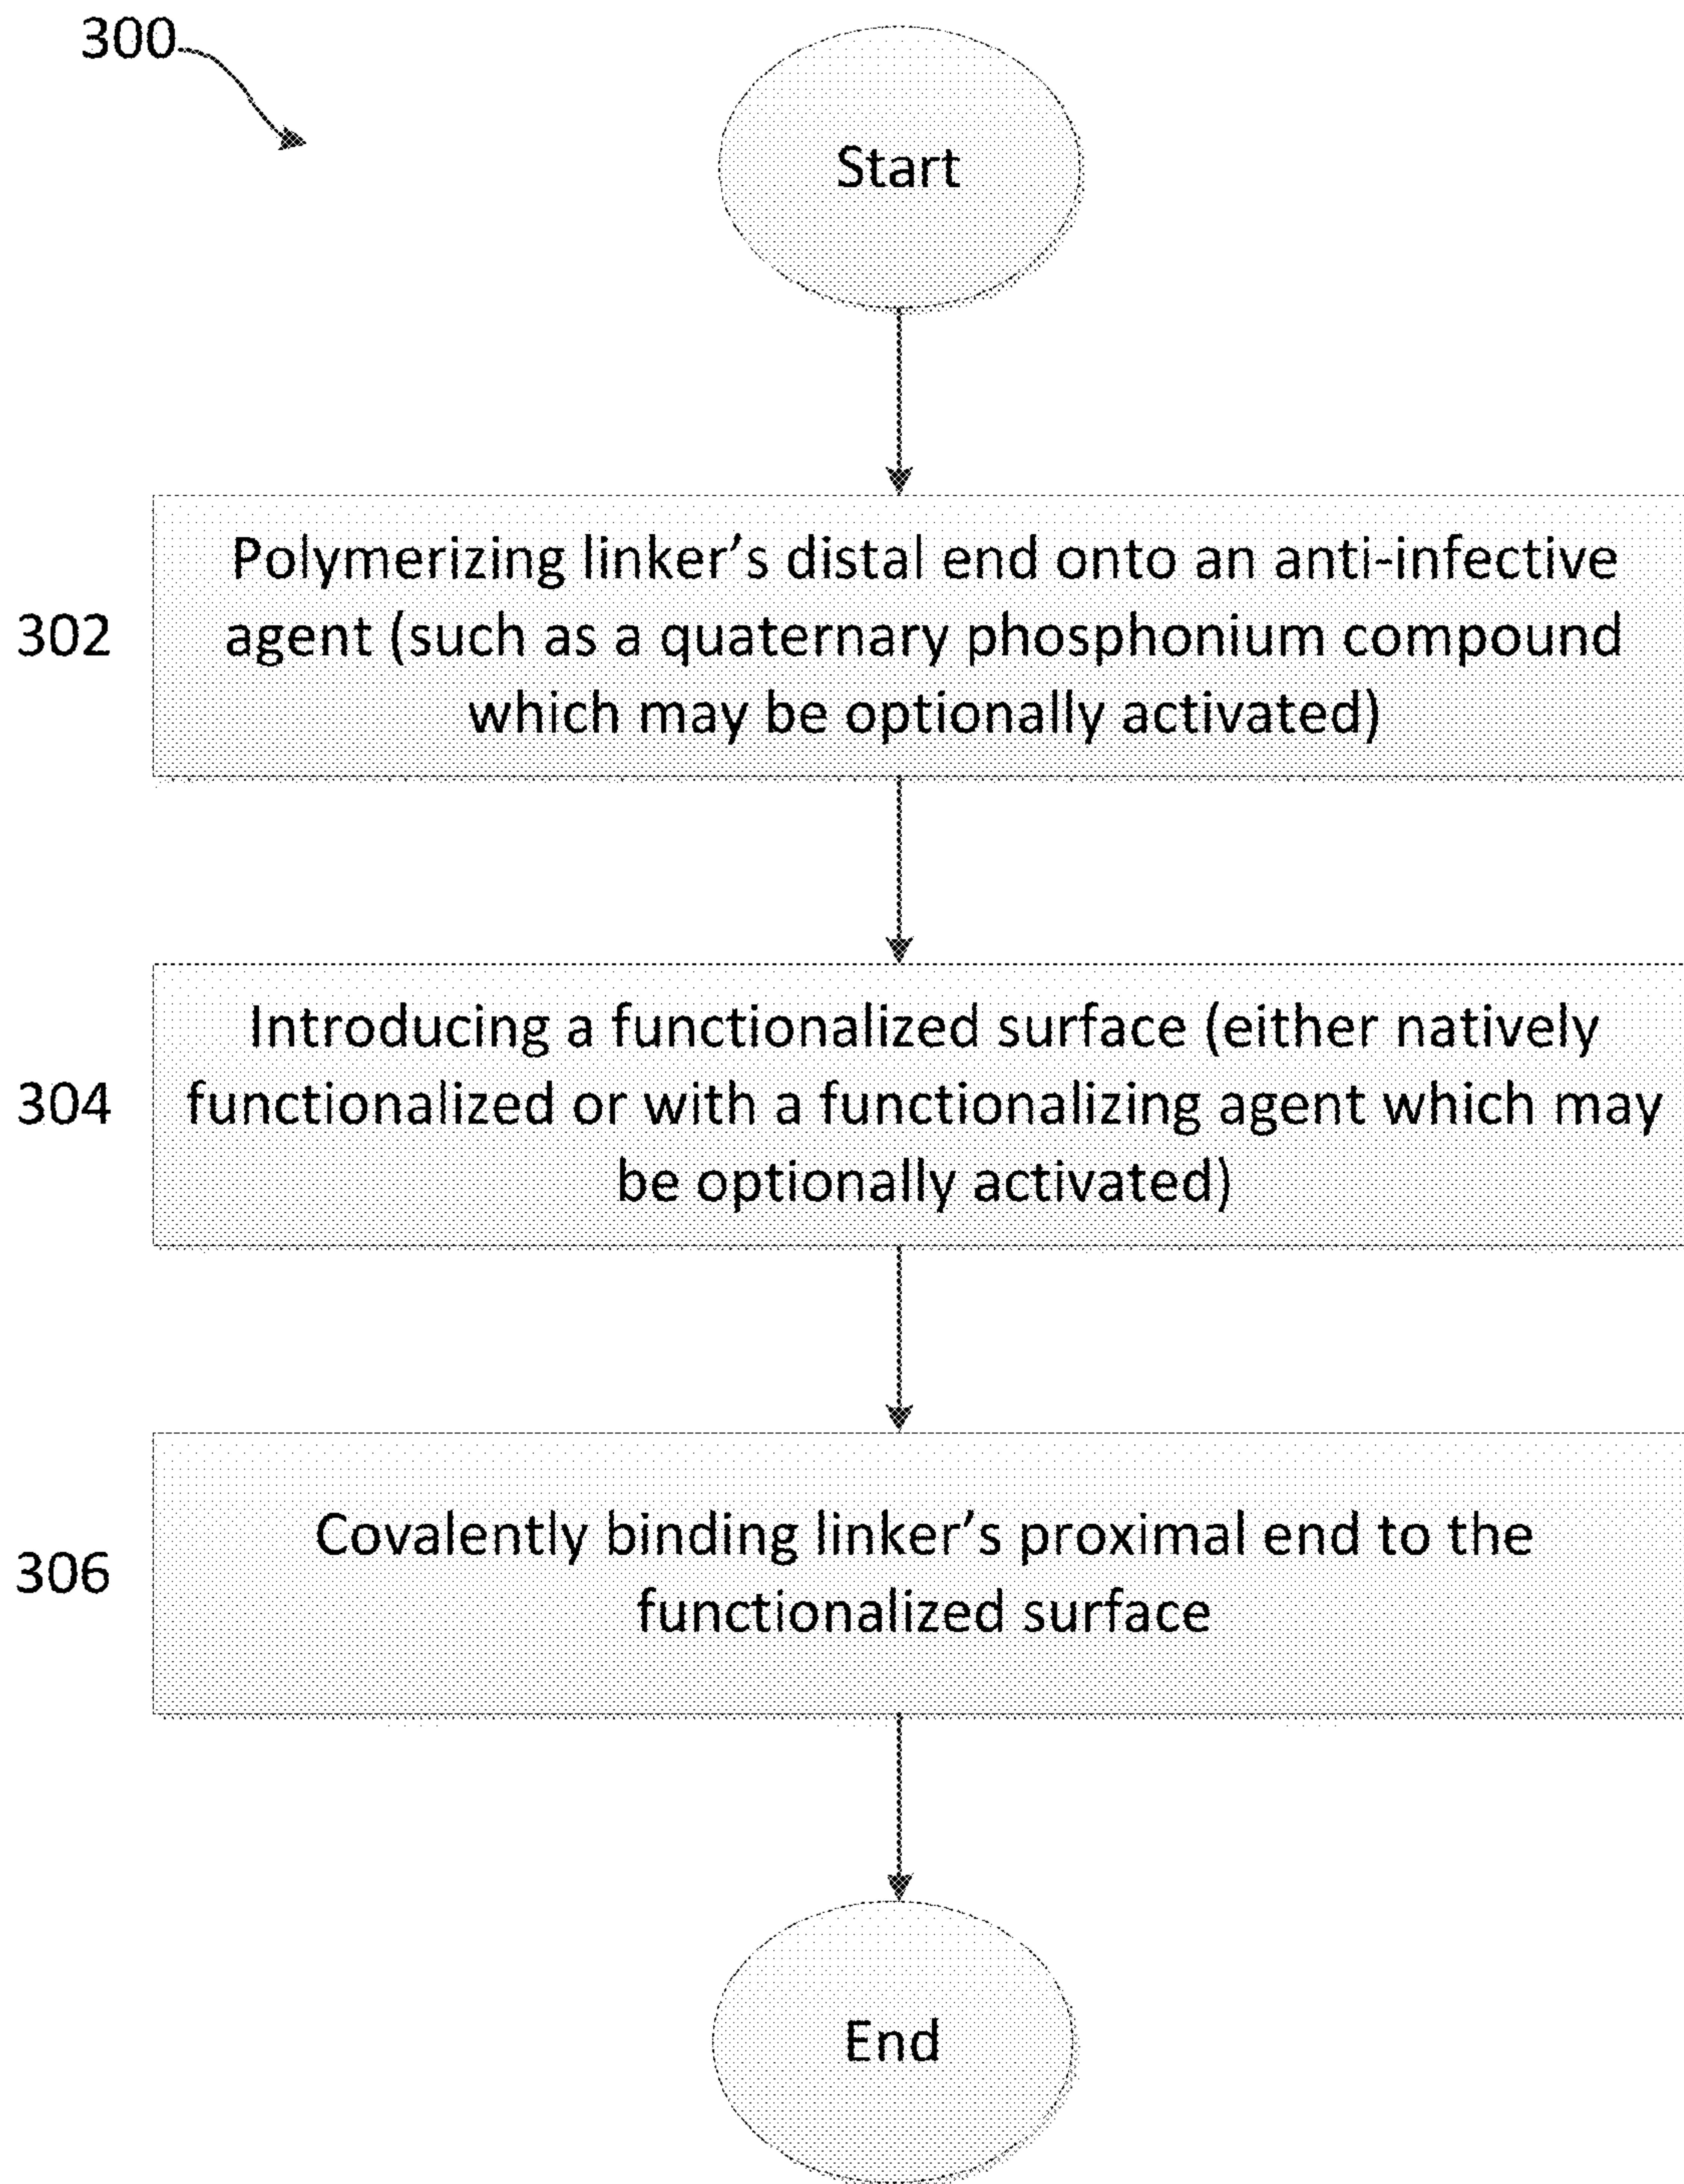 300
Start
302
Polymerizing linker’s distal end onto an anti-infective
agent (such as a quaternary phosphonium compound
which may be optionally activated)
304
Introducing a functionalized surface (either natively
functionalized or with a functionalizing agent which may
be optionally activated)
306
Covalently binding linker’s proximal end to the
functionalized surface
End